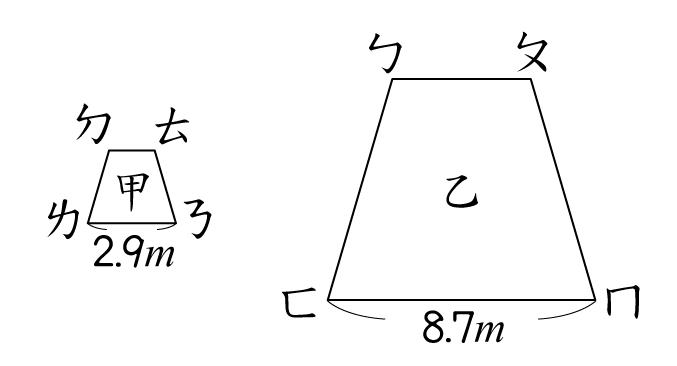 ㄅ ㄆ
ㄉ ㄊ
甲 乙
ㄌ ㄋ
2.9m
ㄈ ㄇ
8.7m